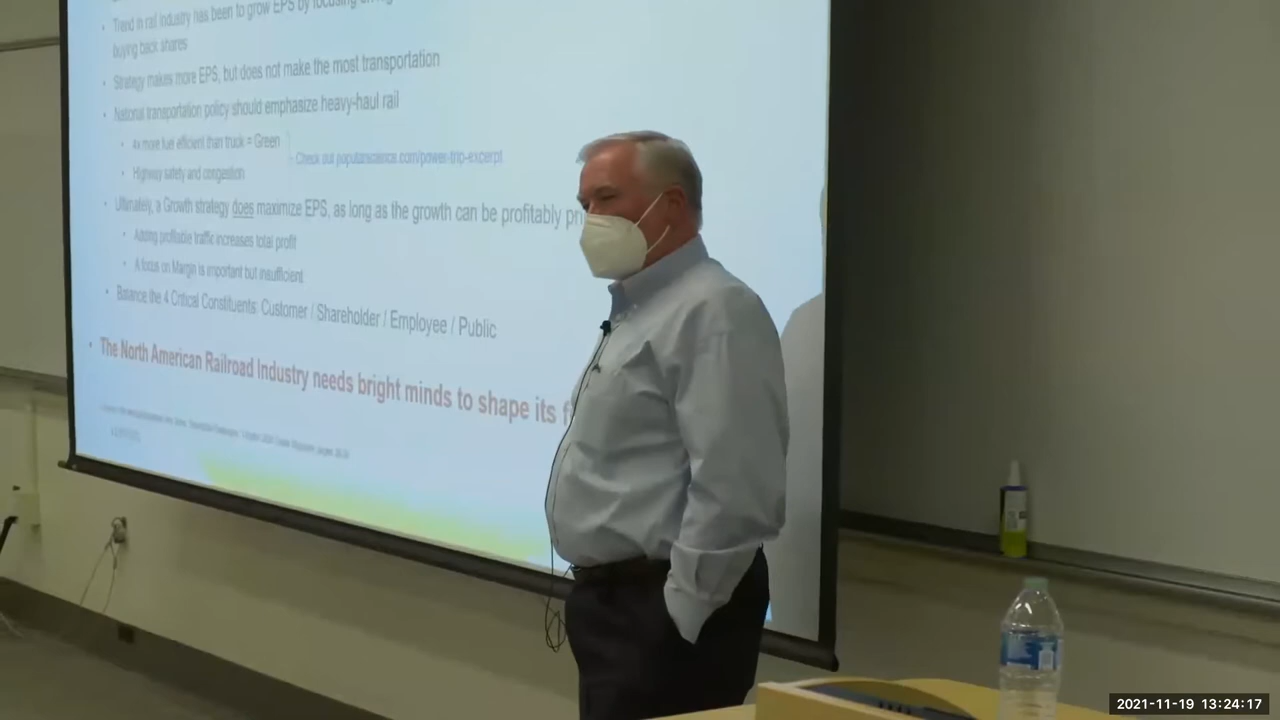 Trend in rail industry has been to grow EPS by focusing on
buying back shares
Strategy makes more EPS, but does not make the most transportation
National transportation policy should emphasize heavy-haul rail
4x more fuel efficient than truck = Green
- Check out popularscience.com/power-trip-excerpt
Highway safety and congestion
Ultimately, a Growth strategy does maximize EPS, as long as the growth can be profitably pri
Adding profitable traffic increases total profit
A focus on Margin is important but insufficient
Balance the 4 Critical Constituents: Customer / Shareholder / Employee / Public
The North American Railroad Industry needs bright minds to shape its f
2021-11-19 13:24:17